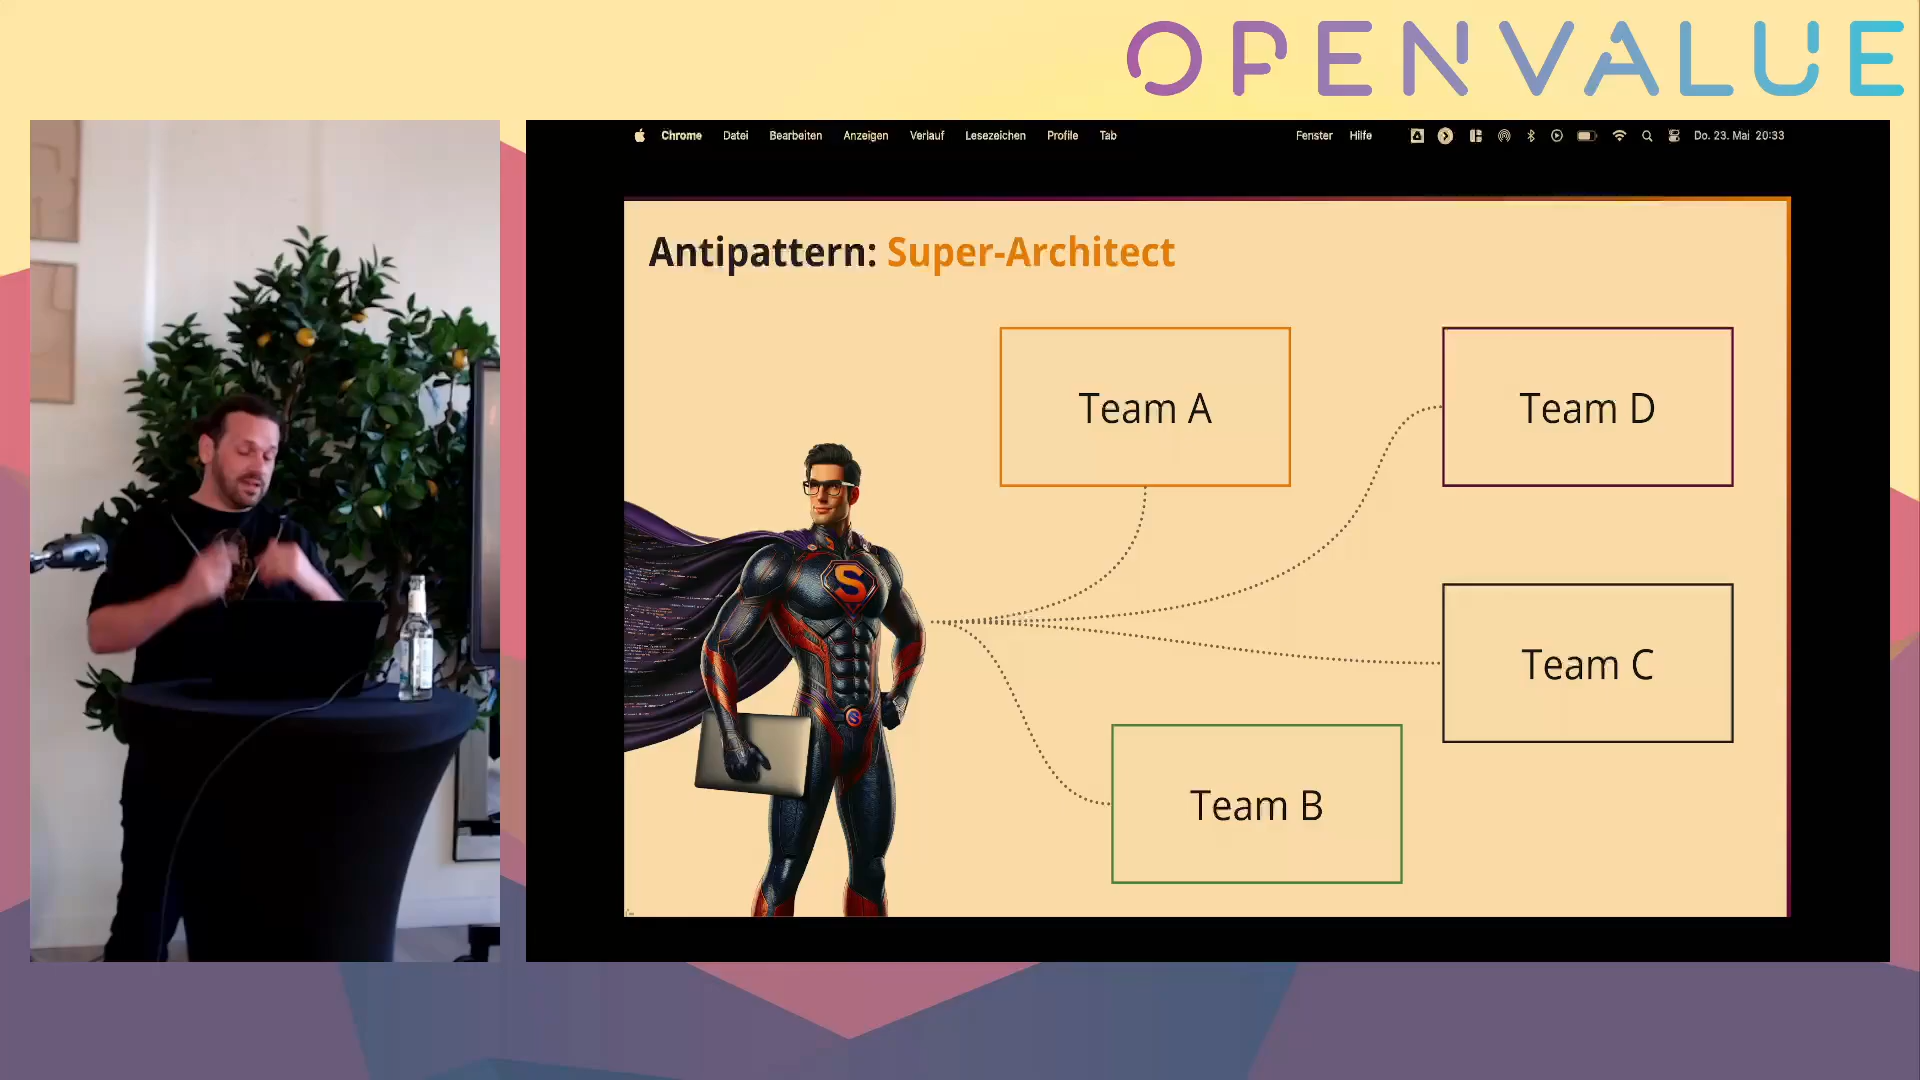 OPENVALUE
Chrome Datei Bearbeiten Anzeigen Verlauf Lesezeichen Profile Tab Fenster Hilfe Do. 23. Mai 20:33
Antipattern: Super-Architect
Team A
Team D
S
Team C
S
Team B